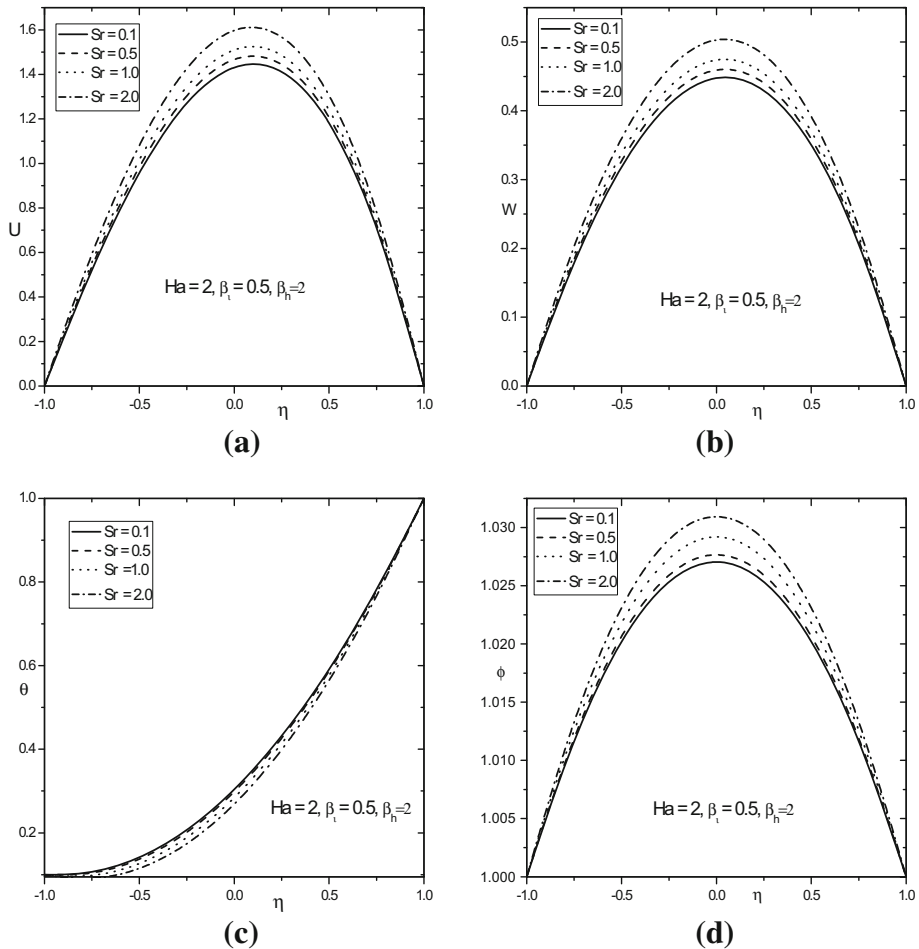 Sr = 0.1
Sr = 0.5
Sr = 1.0
Sr = 2.0
1.6
1.4
1.2
1.0
0.8
U
0.6
0.4
0.2
0.0
Ha = 2, βι = 0.5, βh=2
-1.0 -0.5 0.0 0.5 1.0
η
(a)
Sr = 0.1
Sr = 0.5
Sr = 1.0
Sr = 2.0
0.5
0.4
0.3
W
0.2
0.1
0.0
Ha = 2, βι = 0.5, βh=2
-1.0 -0.5 0.0 0.5 1.0
η
(b)
Sr = 0.1
Sr = 0.5
Sr =1.0
Sr = 2.0
1.0
0.8
0.6
θ
0.4
0.2
Ha = 2, βι = 0.5, βh=2
-1.0 -0.5 0.0 0.5 1.0
η
(c)
Sr = 0.1
Sr = 0.5
Sr = 1.0
Sr = 2.0
1.030
1.025
1.020
ϕ
1.015
1.010
1.005
1.000
Ha = 2, βι = 0.5, βh=2
-1.0 -0.5 0.0 0.5 1.0
η
(d)